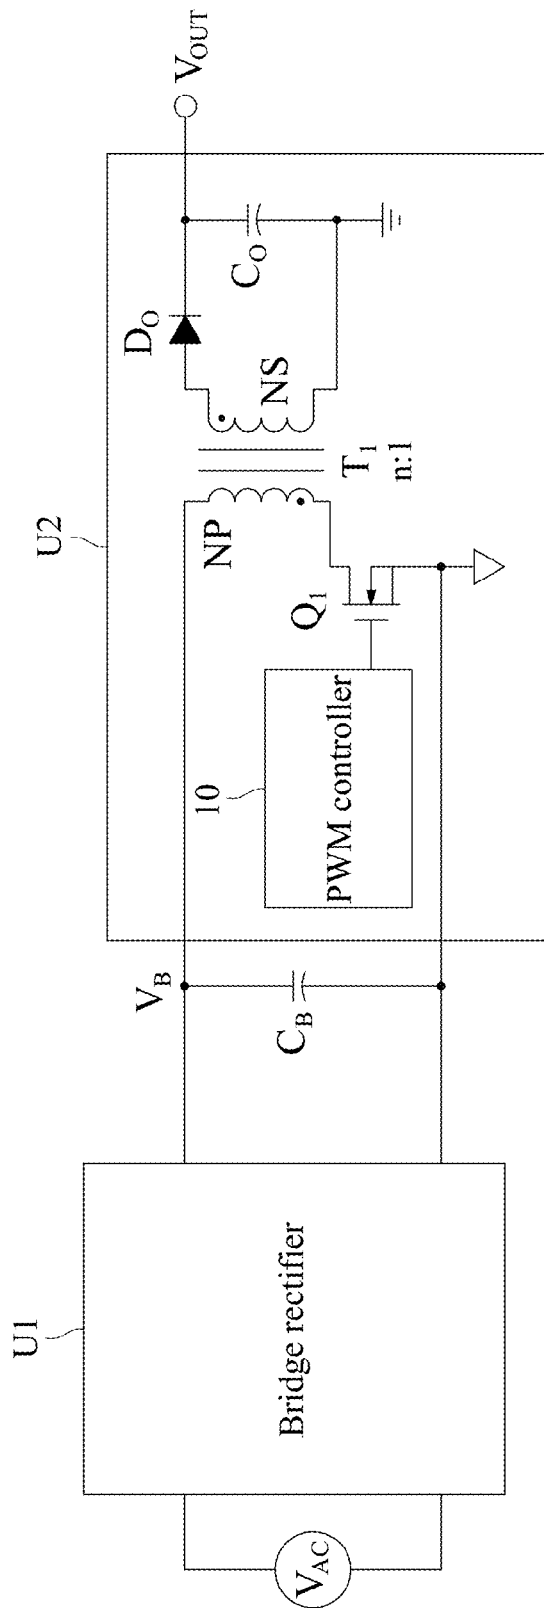 U1
U2
V_AC
Bridge rectifier
V_B
C_B
10
PWM controller
Q_1
NP
NS
T_1
n:1
D_O
C_O
V_OUT